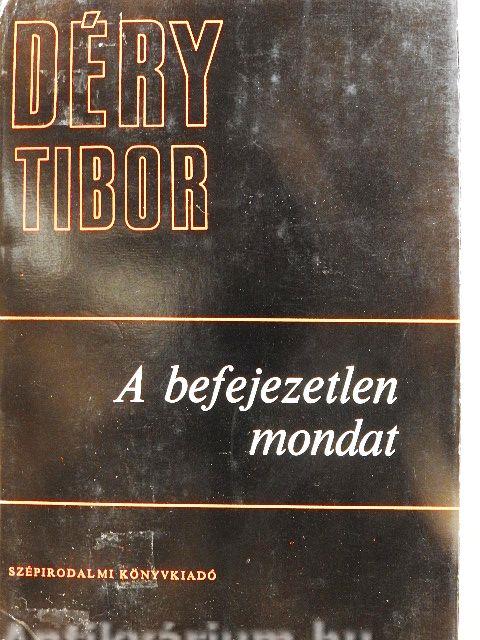 DÉRY
TIBOR
A befejezetlen
mondat
SZÉPIRODALMI KÖNYVKIADÓ